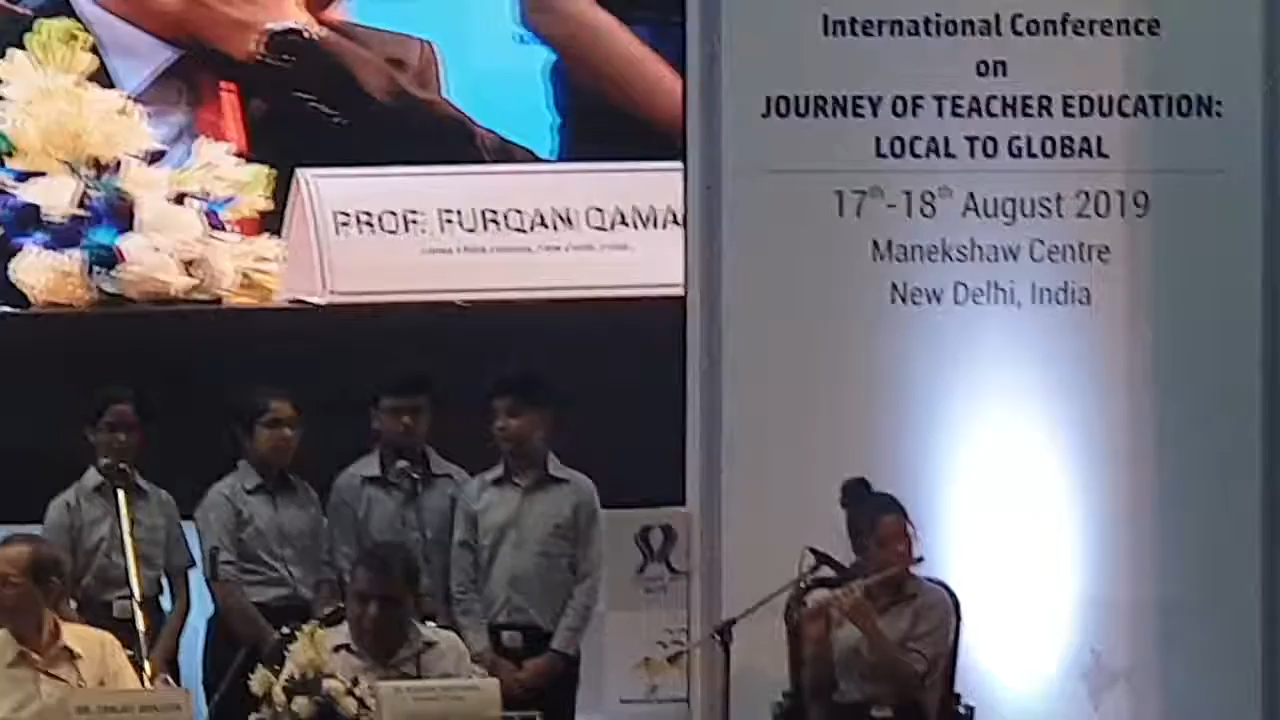 International Conference
on
JOURNEY OF TEACHER EDUCATION:
LOCAL TO GLOBAL
17th-18th August 2019
Manekshaw Centre
New Delhi, India
PROF. FURQAN QAMA